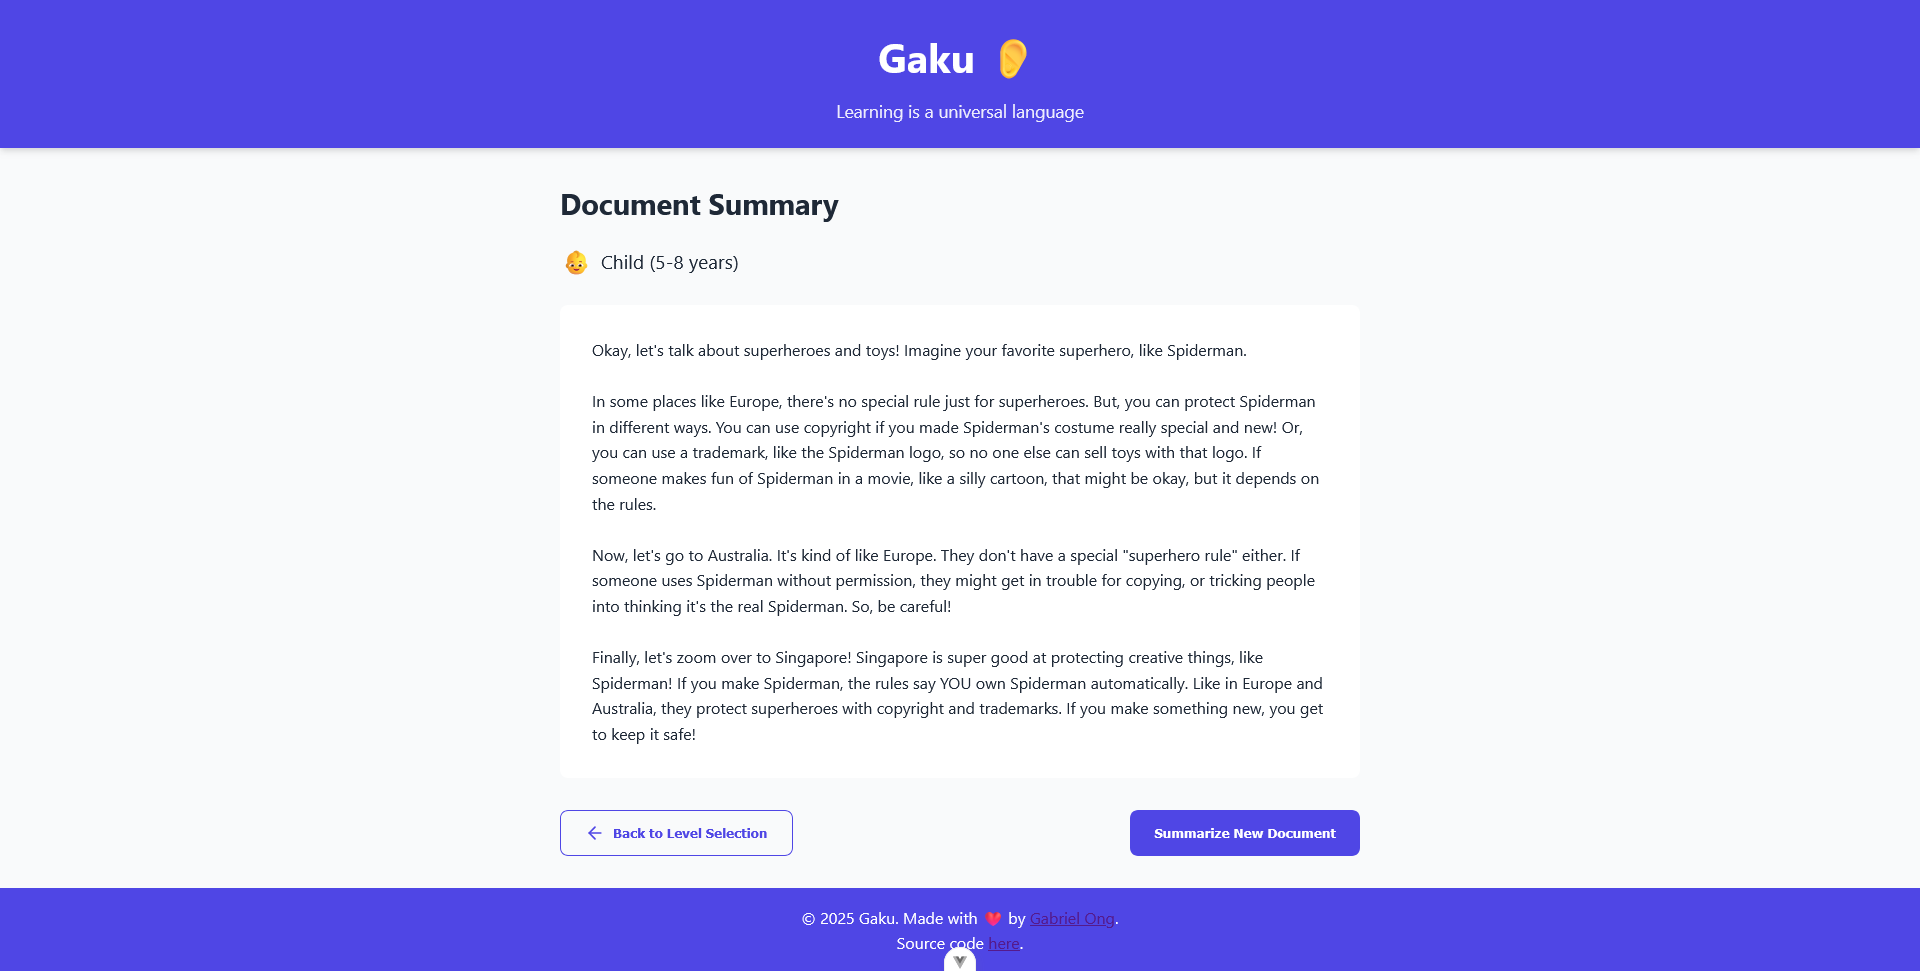 Gaku 👂
Learning is a universal language
Document Summary
👶 Child (5-8 years)
Okay, let's talk about superheroes and toys! Imagine your favorite superhero, like Spiderman.
In some places like Europe, there's no special rule just for superheroes. But, you can protect Spiderman
in different ways. You can use copyright if you made Spiderman's costume really special and new! Or,
you can use a trademark, like the Spiderman logo, so no one else can sell toys with that logo. If
someone makes fun of Spiderman in a movie, like a silly cartoon, that might be okay, but it depends on
the rules.
Now, let's go to Australia. It's kind of like Europe. They don't have a special "superhero rule" either. If
someone uses Spiderman without permission, they might get in trouble for copying, or tricking people
into thinking it's the real Spiderman. So, be careful!
Finally, let's zoom over to Singapore! Singapore is super good at protecting creative things, like
Spiderman! If you make Spiderman, the rules say YOU own Spiderman automatically. Like in Europe and
Australia, they protect superheroes with copyright and trademarks. If you make something new, you get
to keep it safe!
← Back to Level Selection
Summarize New Document
© 2025 Gaku. Made with ❤️ by Gabriel Ong.
Source code here.